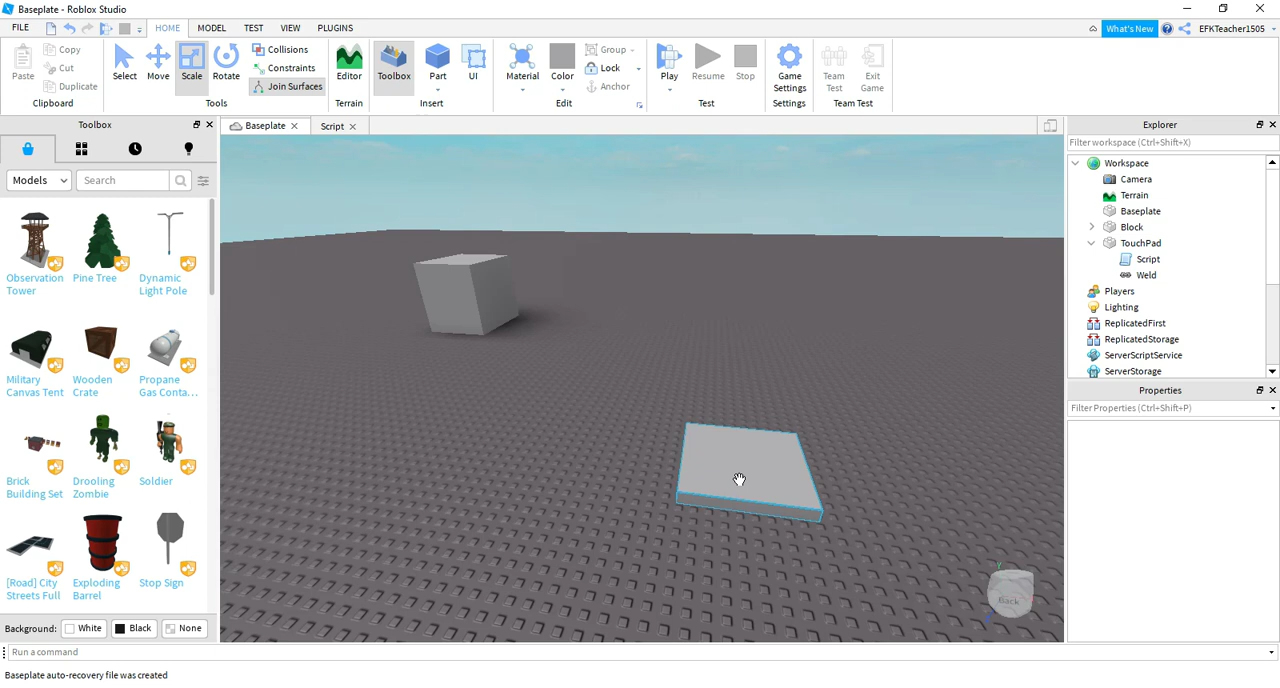 Baseplate - Roblox Studio
FILE HOME MODEL TEST VIEW PLUGINS What's New EFKTeacher1505
Paste Copy Cut Duplicate
Clipboard
Select Move Scale Rotate
Collisions
Constraints
Join Surfaces
Tools
Editor
Terrain
Toolbox Part UI
Insert
Material Color
Group
Lock
Anchor
Edit
Play Resume Stop
Test
Game Settings
Settings
Team Test
Exit Game
Team Test
Toolbox
Models Search
Observation Tower
Pine Tree
Dynamic Light Pole
Military Canvas Tent
Wooden Crate
Propane Gas Conta...
Brick Building Set
Drooling Zombie
Soldier
[Road] City Streets Full
Exploding Barrel
Stop Sign
Background: White Black None
Baseplate Script
Back
Y
Explorer
Filter workspace (Ctrl+Shift+X)
Workspace
Camera
Terrain
Baseplate
Block
TouchPad
Script
Weld
Players
Lighting
ReplicatedFirst
ReplicatedStorage
ServerScriptService
ServerStorage
Properties
Filter Properties (Ctrl+Shift+P)
Run a command
Baseplate auto-recovery file was created